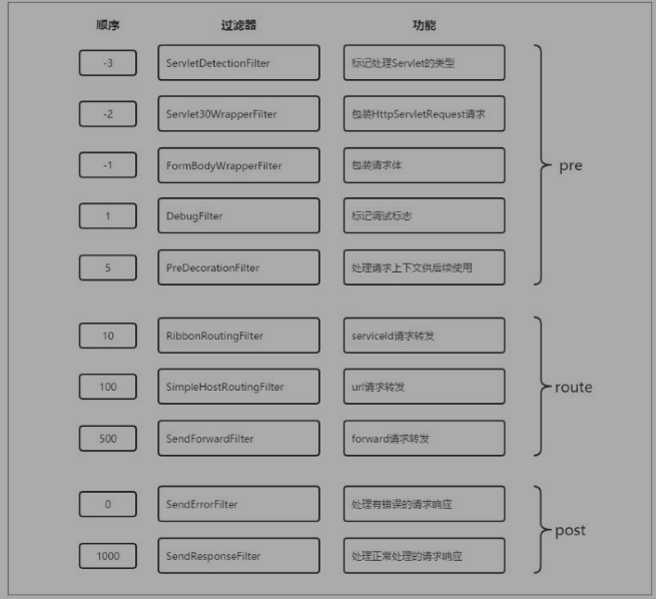 顺序 过滤器 功能
-3 ServletDetectionFilter 标记处理Servlet的类型
-2 Servlet30WrapperFilter 包装HttpServletRequest请求
-1 FormBodyWrapperFilter 包装请求体
pre
1 DebugFilter 标记调试标志
5 PreDecorationFilter 处理请求上下文供后续使用
10 RibbonRoutingFilter serviceId请求转发
100 SimpleHostRoutingFilter url请求转发
route
500 SendForwardFilter forward请求转发
0 SendErrorFilter 处理有错误的请求响应
post
1000 SendResponseFilter 处理正常处理的请求响应